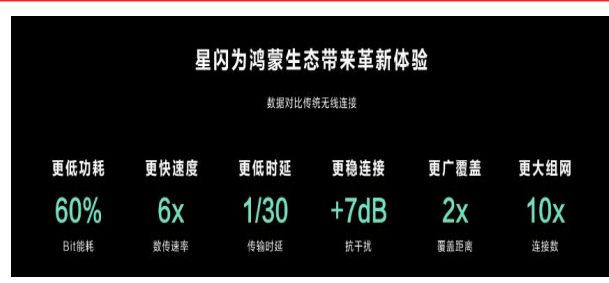 星闪为鸿蒙生态带来革新体验
数据对比传统无线连接
更低功耗 更快速度 更低时延 更稳连接 更广覆盖 更大组网
60% 6x 1/30 +7dB 2x 10x
Bit能耗 数传速率 传输时延 抗干扰 覆盖距离 连接数